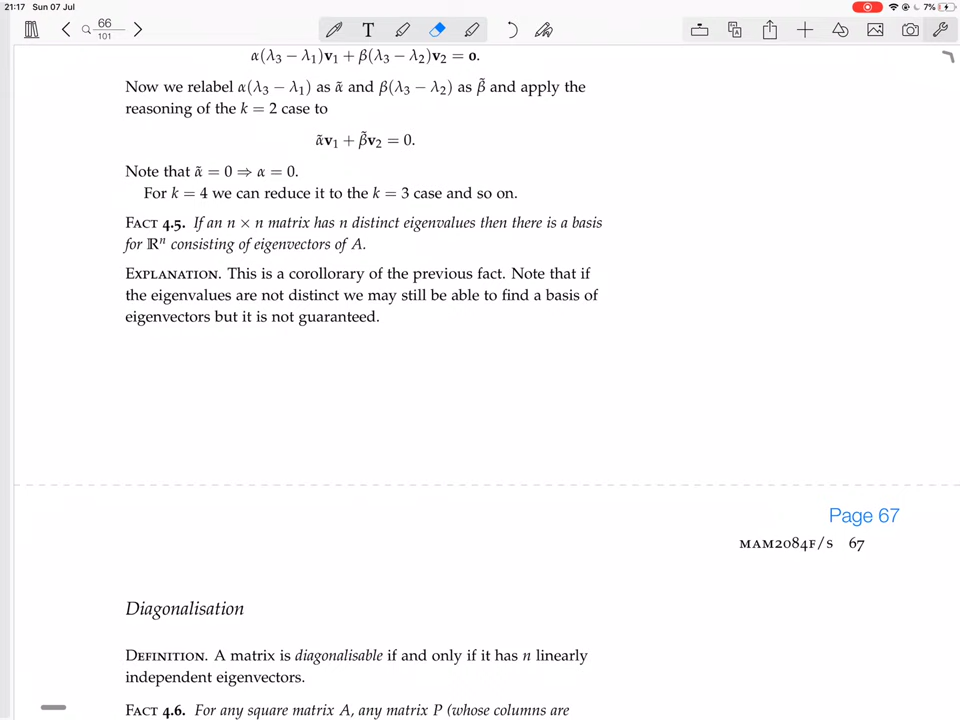 21:17 Sun 07 Jul
7%
66
101
T
α(λ₃ − λ₁)v₁ + β(λ₃ − λ₂)v₂ = 0.
Now we relabel α(λ₃ − λ₁) as α̃ and β(λ₃ − λ₂) as β̃ and apply the
reasoning of the k = 2 case to
α̃v₁ + β̃v₂ = 0.
Note that α̃ = 0 ⇒ α = 0.
For k = 4 we can reduce it to the k = 3 case and so on.
Fact 4.5. If an n × n matrix has n distinct eigenvalues then there is a basis
for ℝⁿ consisting of eigenvectors of A.
Explanation. This is a corollorary of the previous fact. Note that if
the eigenvalues are not distinct we may still be able to find a basis of
eigenvectors but it is not guaranteed.
Page 67
MAM2084F/S 67
Diagonalisation
Definition. A matrix is diagonalisable if and only if it has n linearly
independent eigenvectors.
Fact 4.6. For any square matrix A, any matrix P (whose columns are